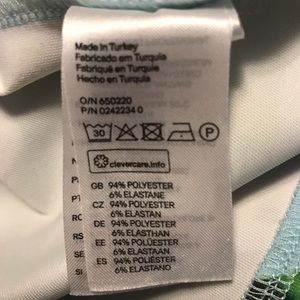 Made in Turkey
Fabricado em Turquia
Fabriqué en Turquie
Hecho en Turquía
O/N 650220
P/N 0242234 0
30 P
clevercare.info
GB 94% POLYESTER
6% ELASTANE
CZ 94% POLYESTER
6% ELASTAN
DE 94% POLYESTER
6% ELASTHAN
EE 94% POLÜESTER
6% ELASTAAN
ES 94% POLIÉSTER